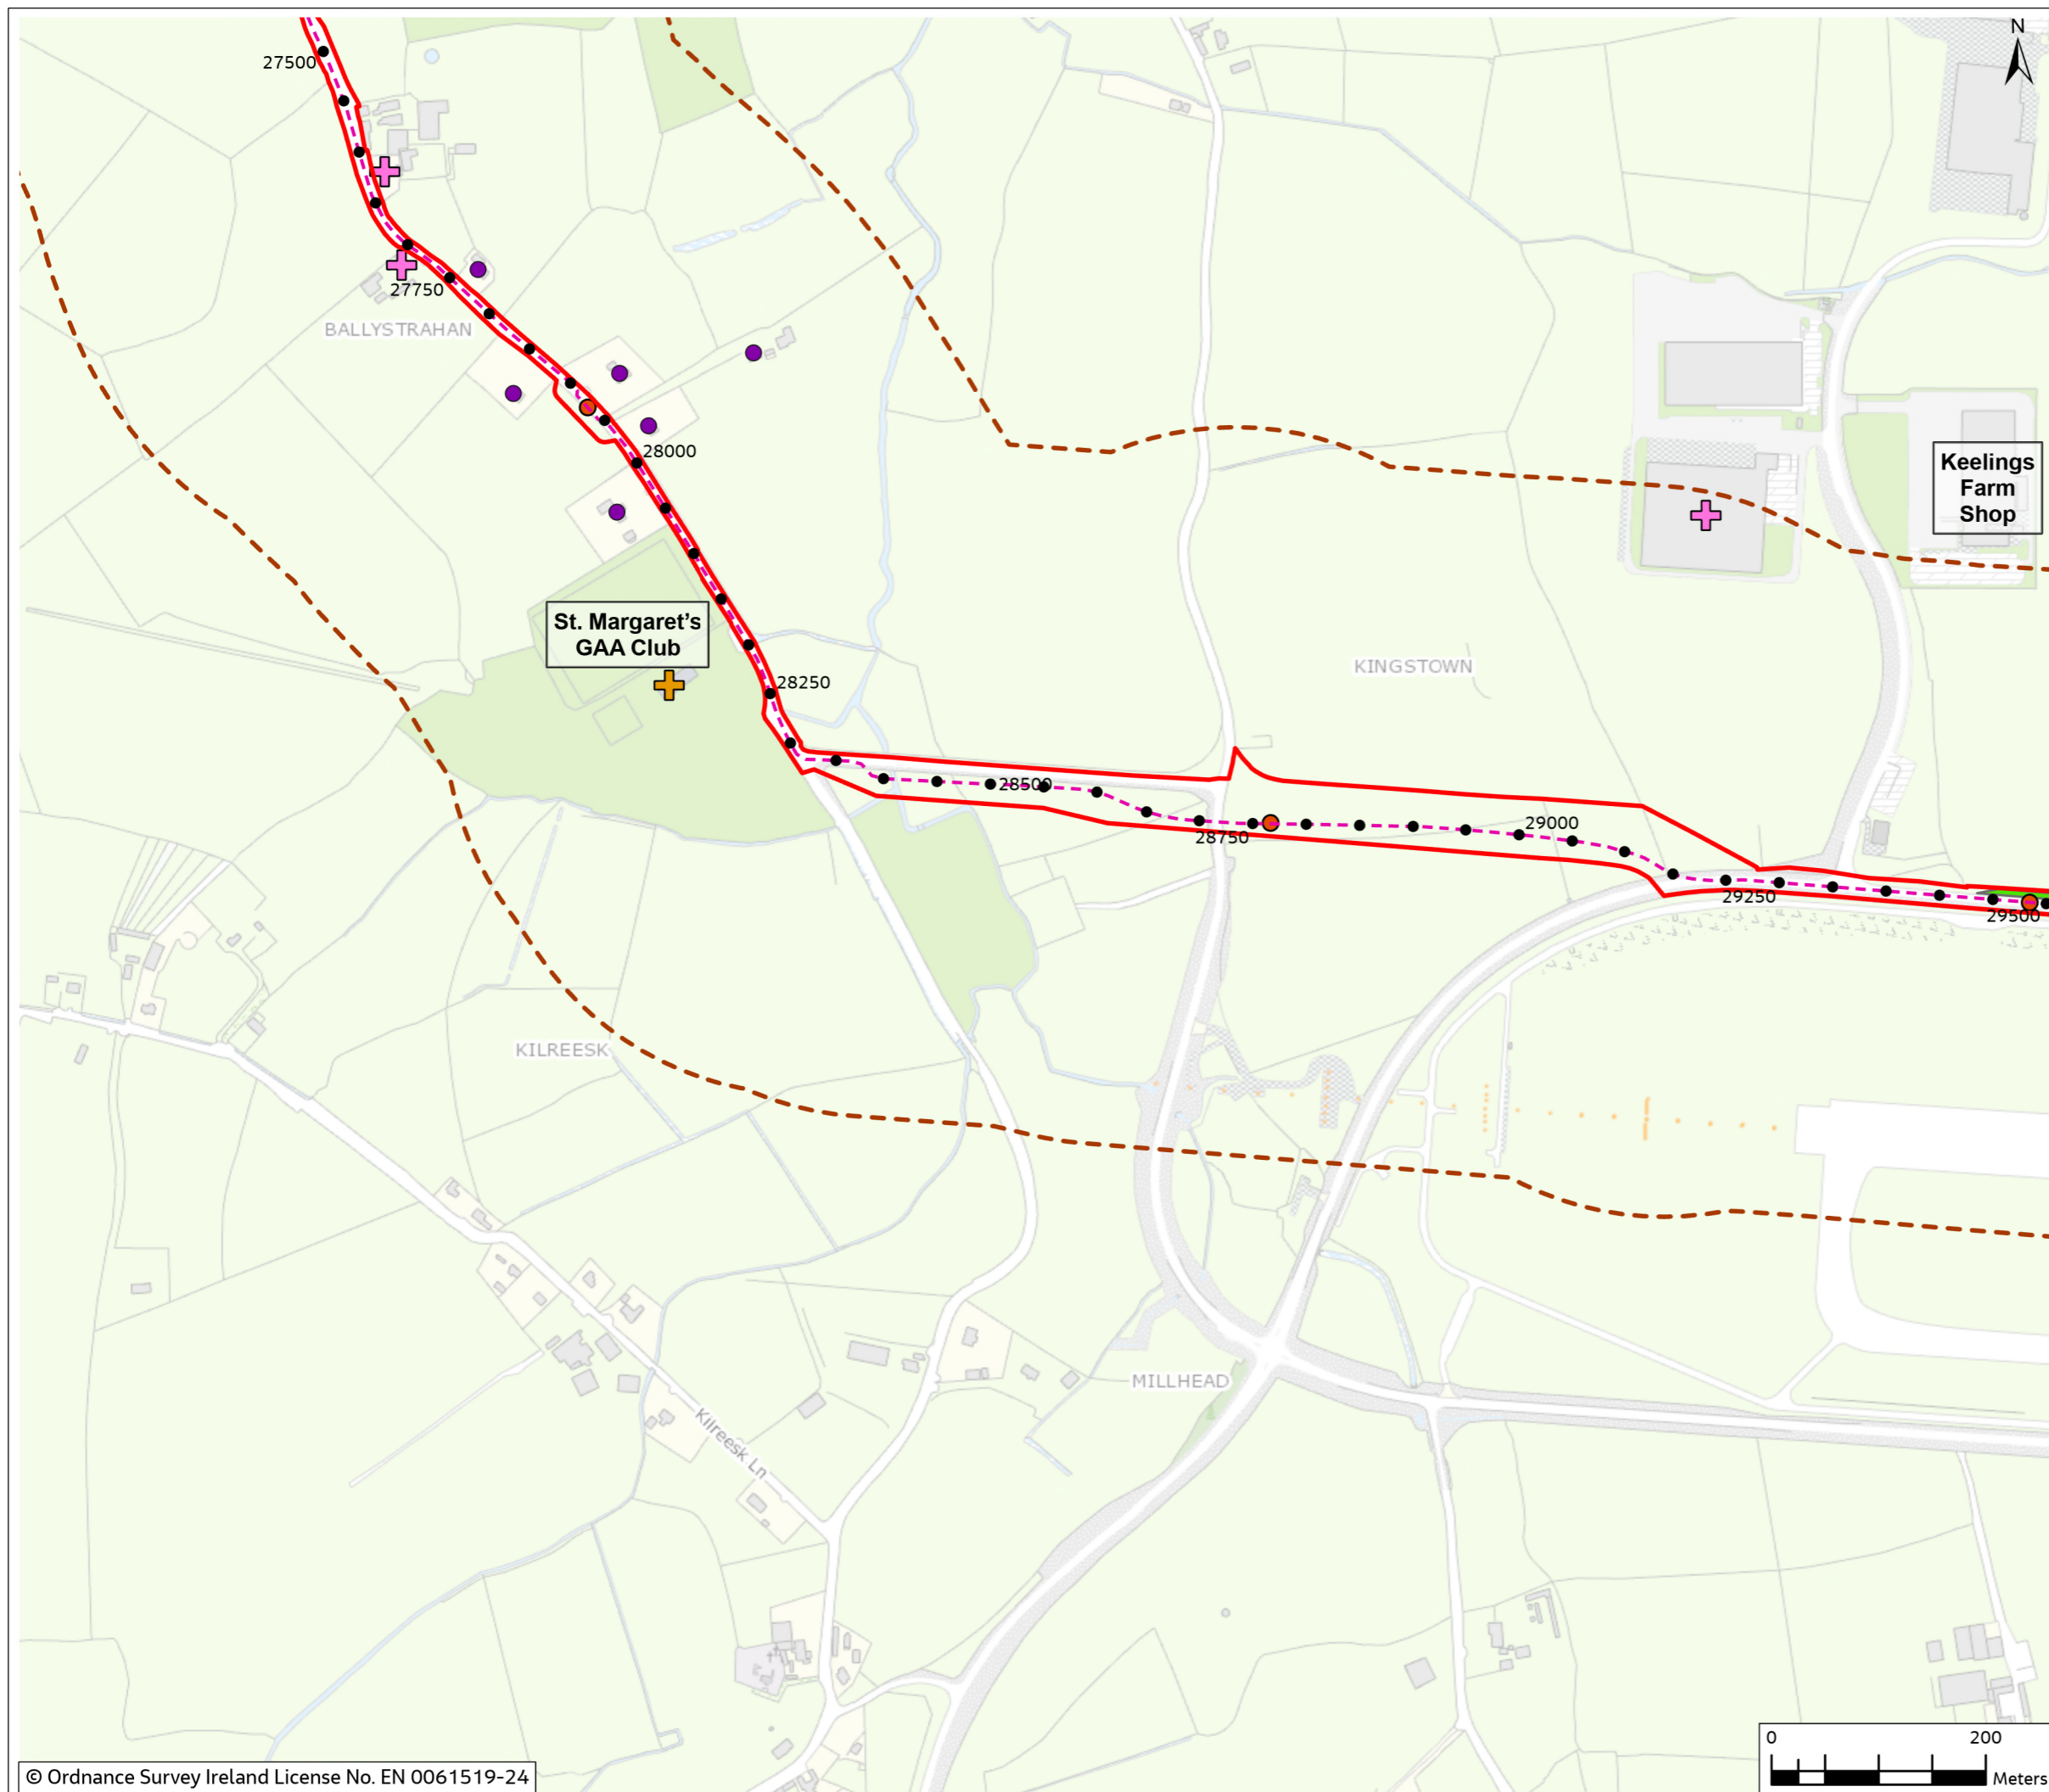 N
27500
27750
BALLYSTRAHAN
28000
Keelings
Farm
Shop
St. Margaret’s
GAA Club
KINGSTOWN
28250
28500
28750
29000
29250
29500
KILREESK
MILLHEAD
Kilreesk Ln
0 200
Meters
© Ordnance Survey Ireland License No. EN 0061519-24